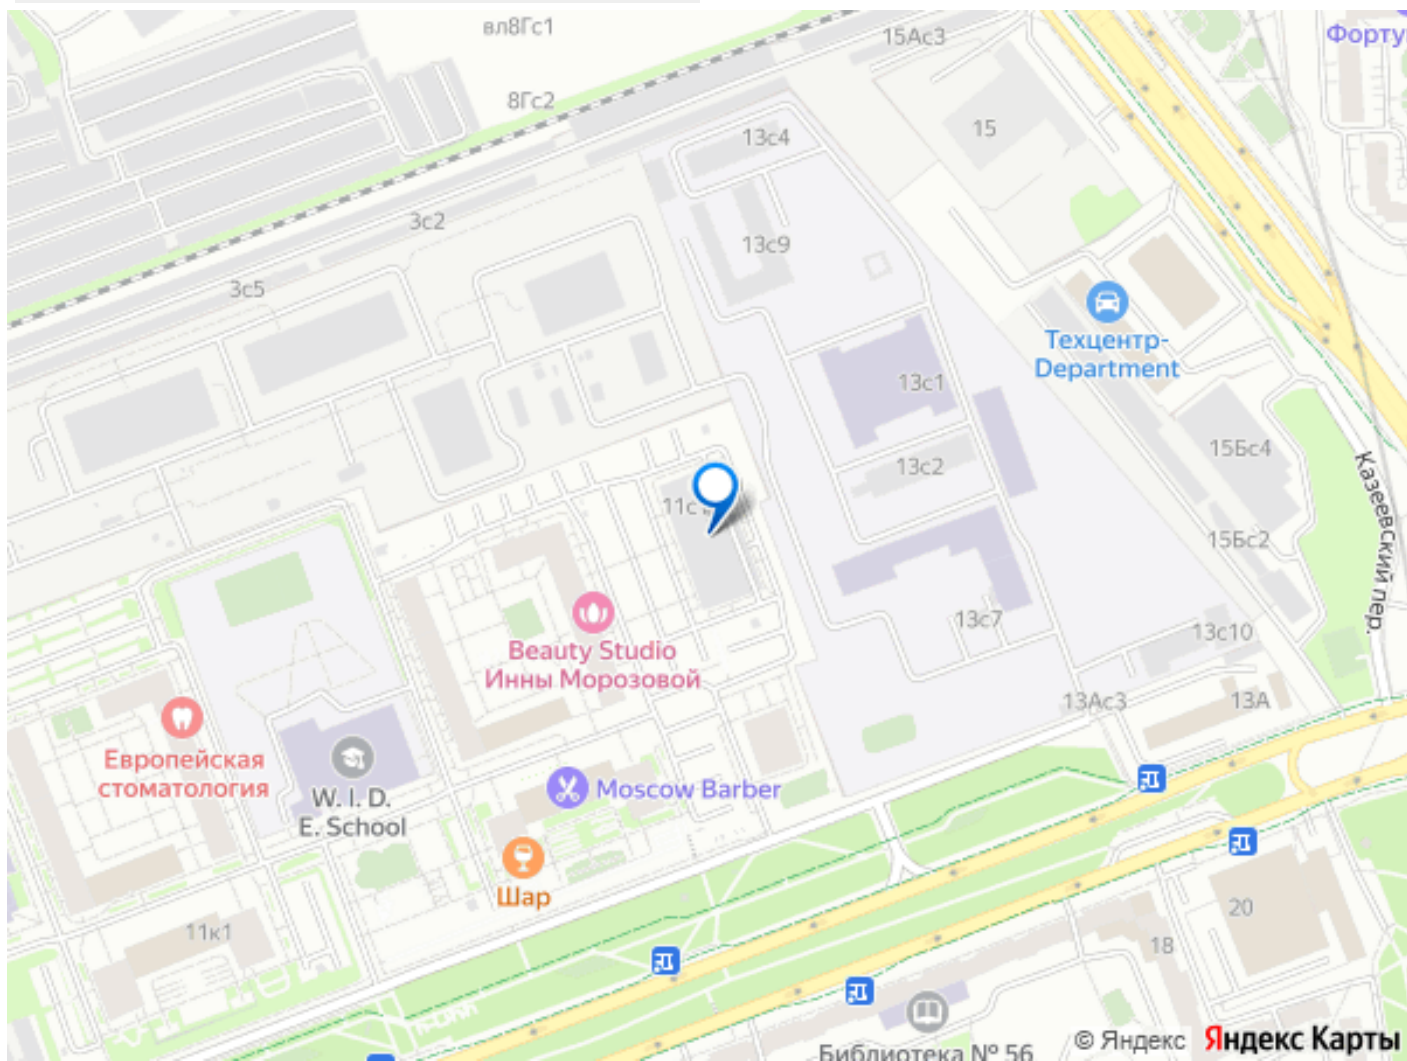 вл8Гс1
15Ас3
Форту
8Гс2
13с4
15
3с2
13с9
3с5
Техцентр-
Department
13с1
13с2
15Бс4
Казеевский пер.
11с
15Бс2
13с7
13с10
Beauty Studio
Инны Морозовой
13Ас3
13А
Европейская
стоматология
W. I. D.
E. School
Moscow Barber
Шар
11к1
20
18
Библиотека № 56
© Яндекс Яндекс Карты